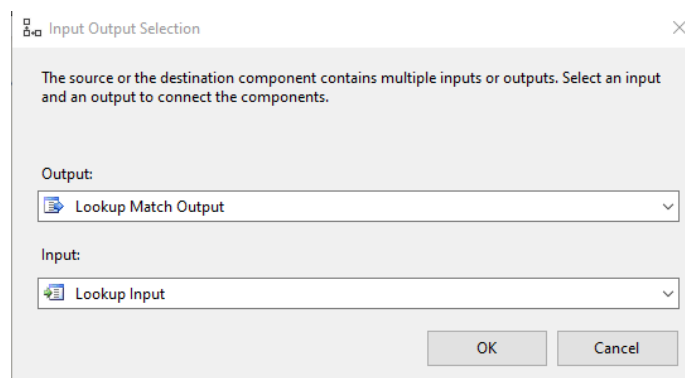 Input Output Selection
The source or the destination component contains multiple inputs or outputs. Select an input
and an output to connect the components.
Output:
Lookup Match Output
Input:
Lookup Input
OK Cancel